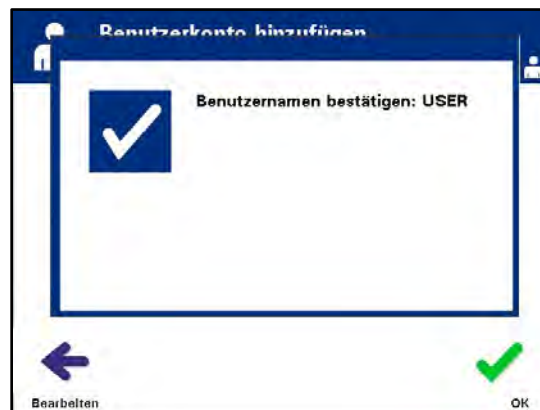 Benutzerkonto hinzufügen
Benutzernamen bestätigen: USER
Bearbeiten
OK